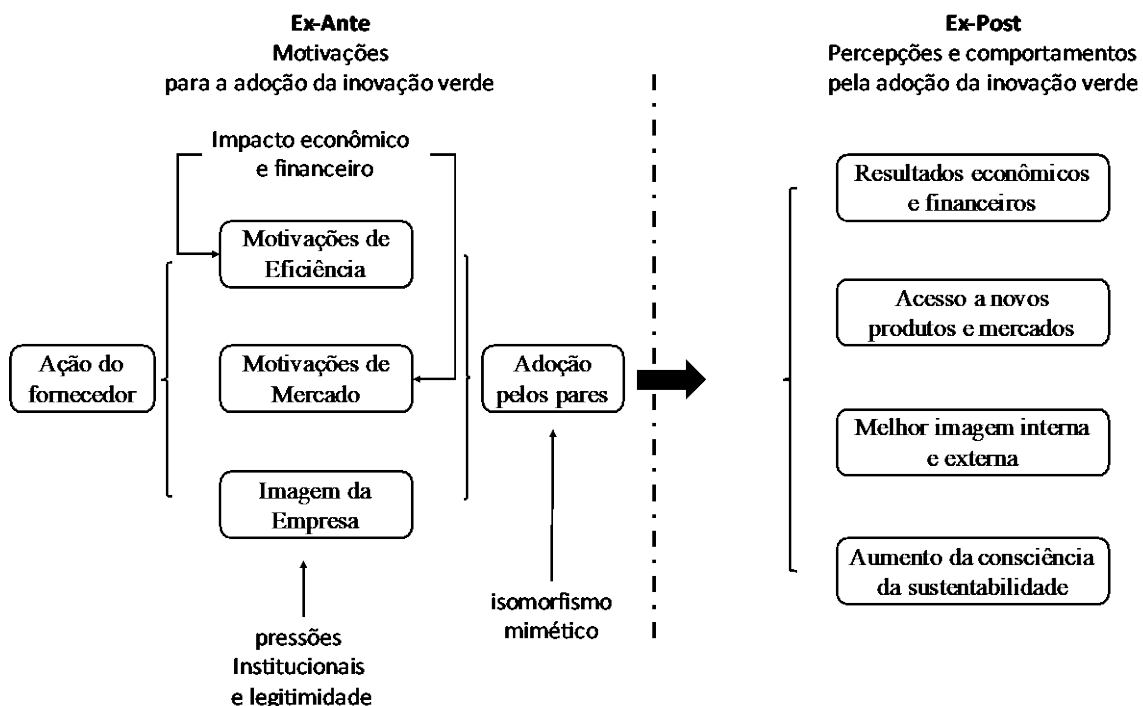 Ex-Ante
Motivações
para a adoção da inovação verde
Impacto econômico
e financeiro
Motivações de
Eficiência
Ação do
fornecedor
Motivações de
Mercado
Adoção
pelos pares
Imagem da
Empresa
isomorfismo
mimético
pressões
Institucionais
e legitimidade
Ex-Post
Percepções e comportamentos
pela adoção da inovação verde
Resultados econômicos
e financeiros
Acesso a novos
produtos e mercados
Melhor imagem interna
e externa
Aumento da consciência
da sustentabilidade